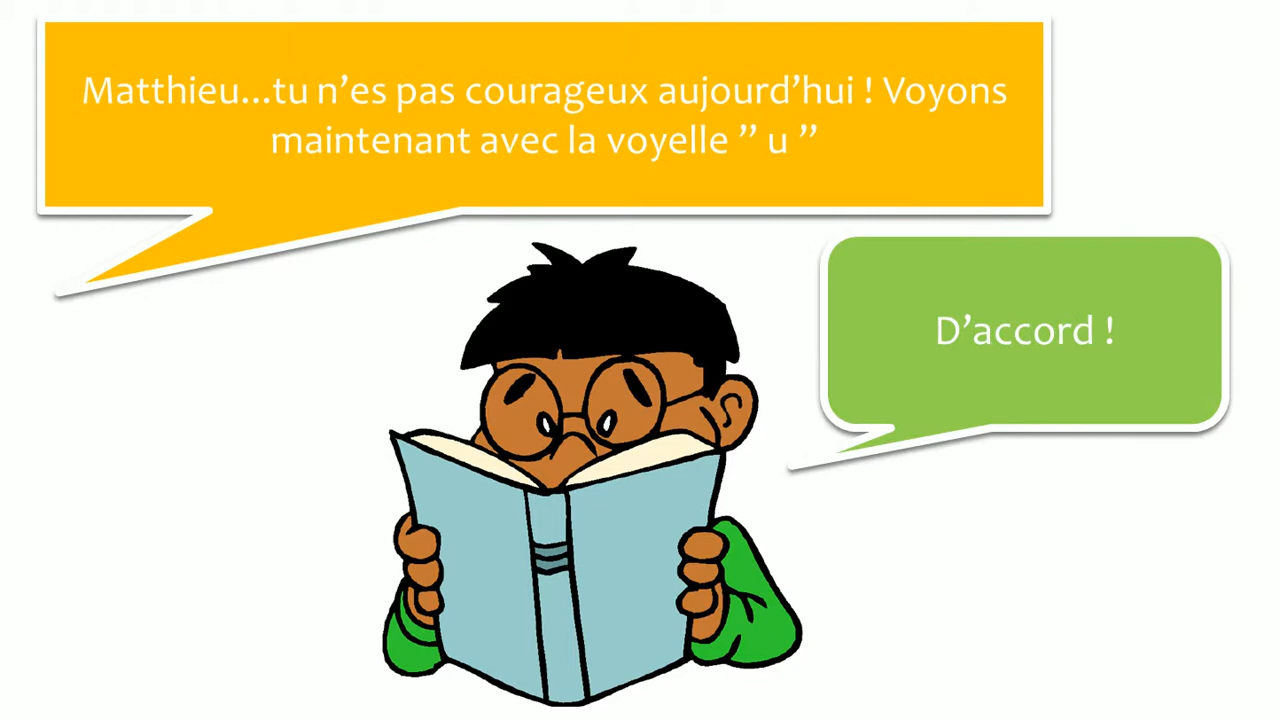 Matthieu...tu n’es pas courageux aujourd’hui ! Voyons
maintenant avec la voyelle ” u ”
D’accord !